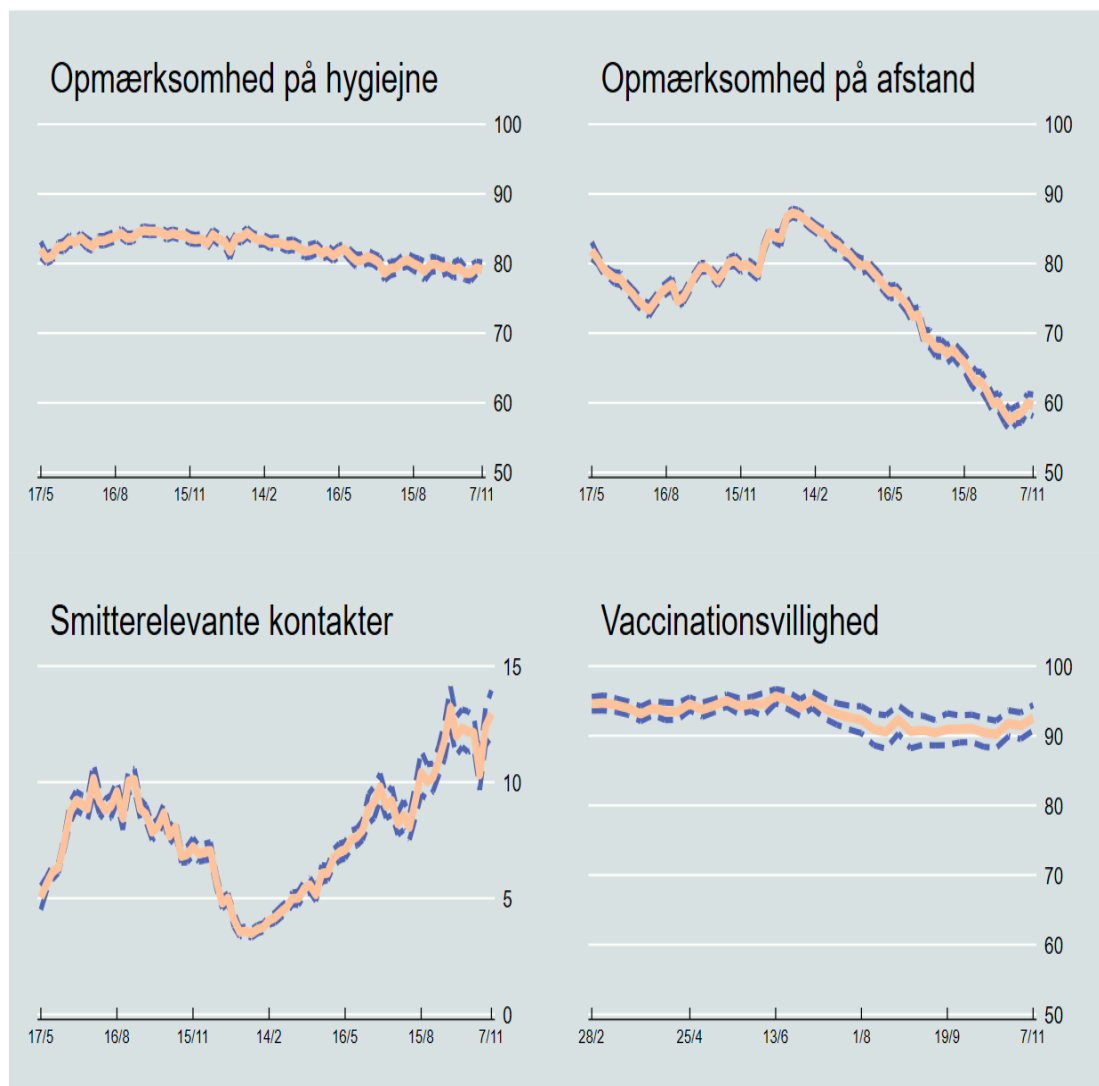 Opmærksomhed på hygiejne
100
90
80
70
60
50
17/5 16/8 15/11 14/2 16/5 15/8 7/11
Opmærksomhed på afstand
100
90
80
70
60
50
17/5 16/8 15/11 14/2 16/5 15/8 7/11
Smitterelevante kontakter
15
10
5
0
17/5 16/8 15/11 14/2 16/5 15/8 7/11
Vaccinationsvillighed
100
90
80
70
60
50
28/2 25/4 13/6 1/8 19/9 7/11